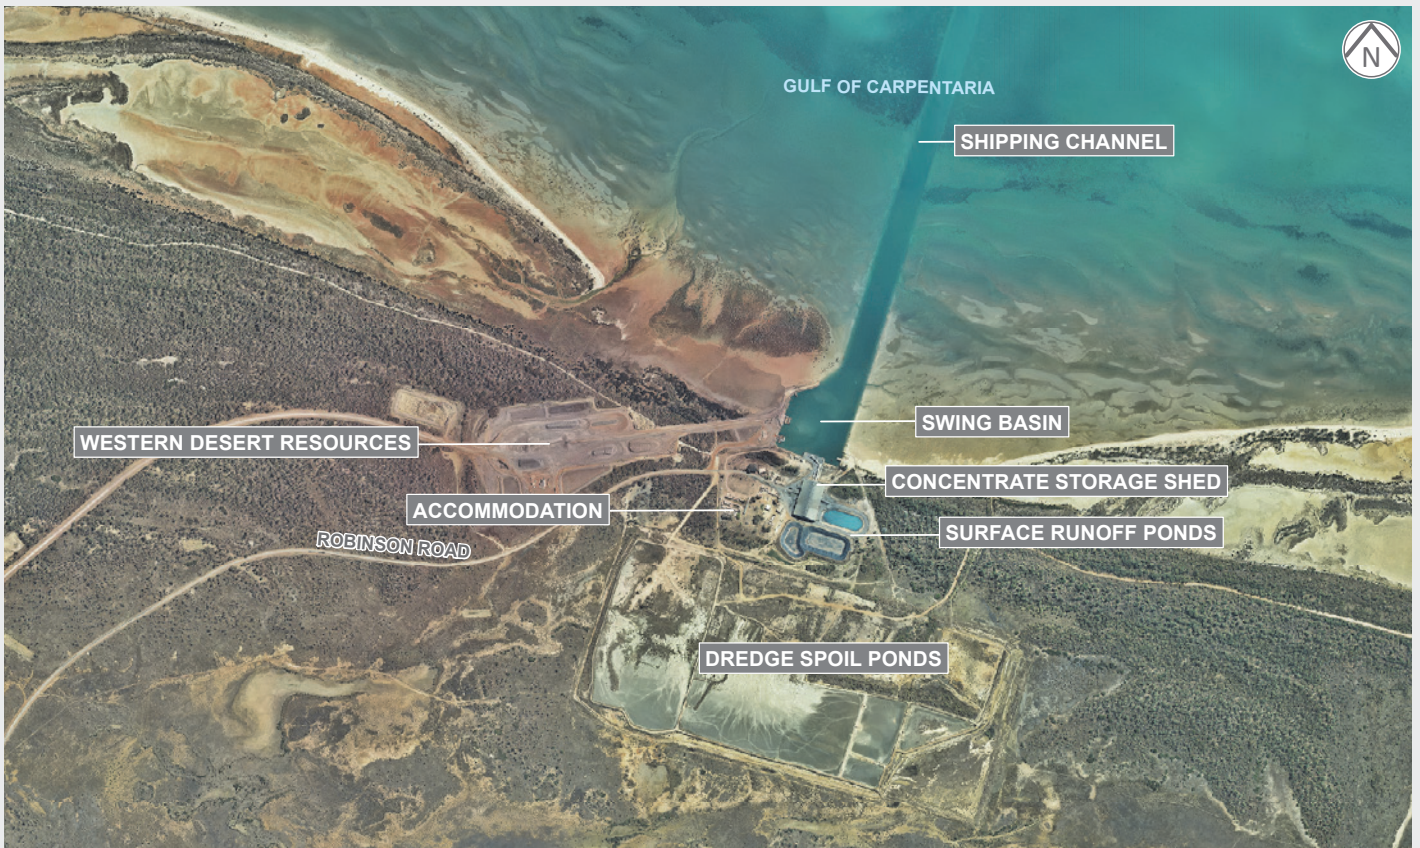 N
GULF OF CARPENTARIA
SHIPPING CHANNEL
SWING BASIN
WESTERN DESERT RESOURCES
CONCENTRATE STORAGE SHED
ACCOMMODATION
SURFACE RUNOFF PONDS
ROBINSON ROAD
DREDGE SPOIL PONDS